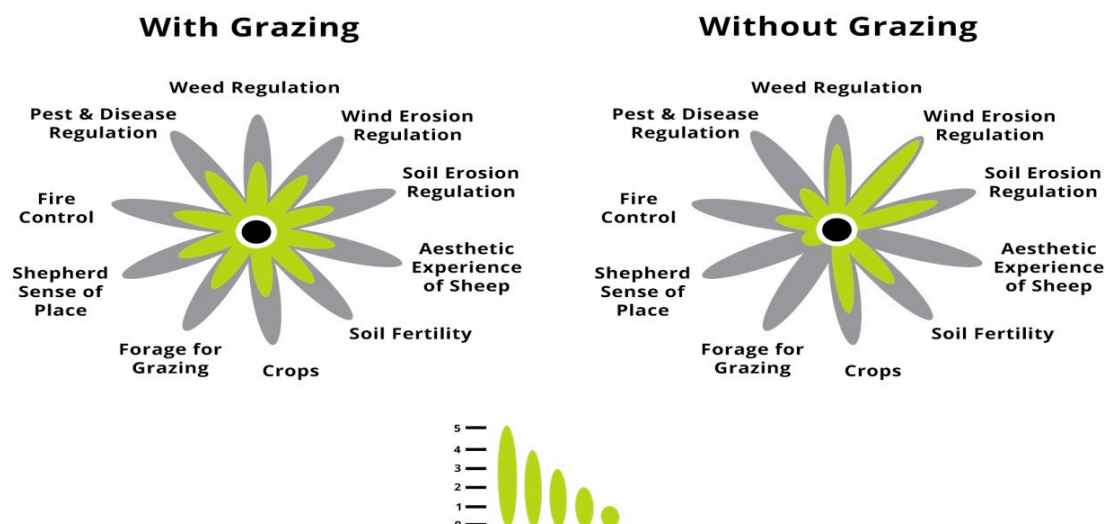 With Grazing
Weed Regulation
Pest & Disease
Regulation
Wind Erosion
Regulation
Soil Erosion
Regulation
Fire
Control
Aesthetic
Experience
of Sheep
Shepherd
Sense of
Place
Soil Fertility
Forage for
Grazing
Crops
Without Grazing
Weed Regulation
Pest & Disease
Regulation
Wind Erosion
Regulation
Soil Erosion
Regulation
Fire
Control
Aesthetic
Experience
of Sheep
Shepherd
Sense of
Place
Soil Fertility
Forage for
Grazing
Crops
5
4
3
2
1
0